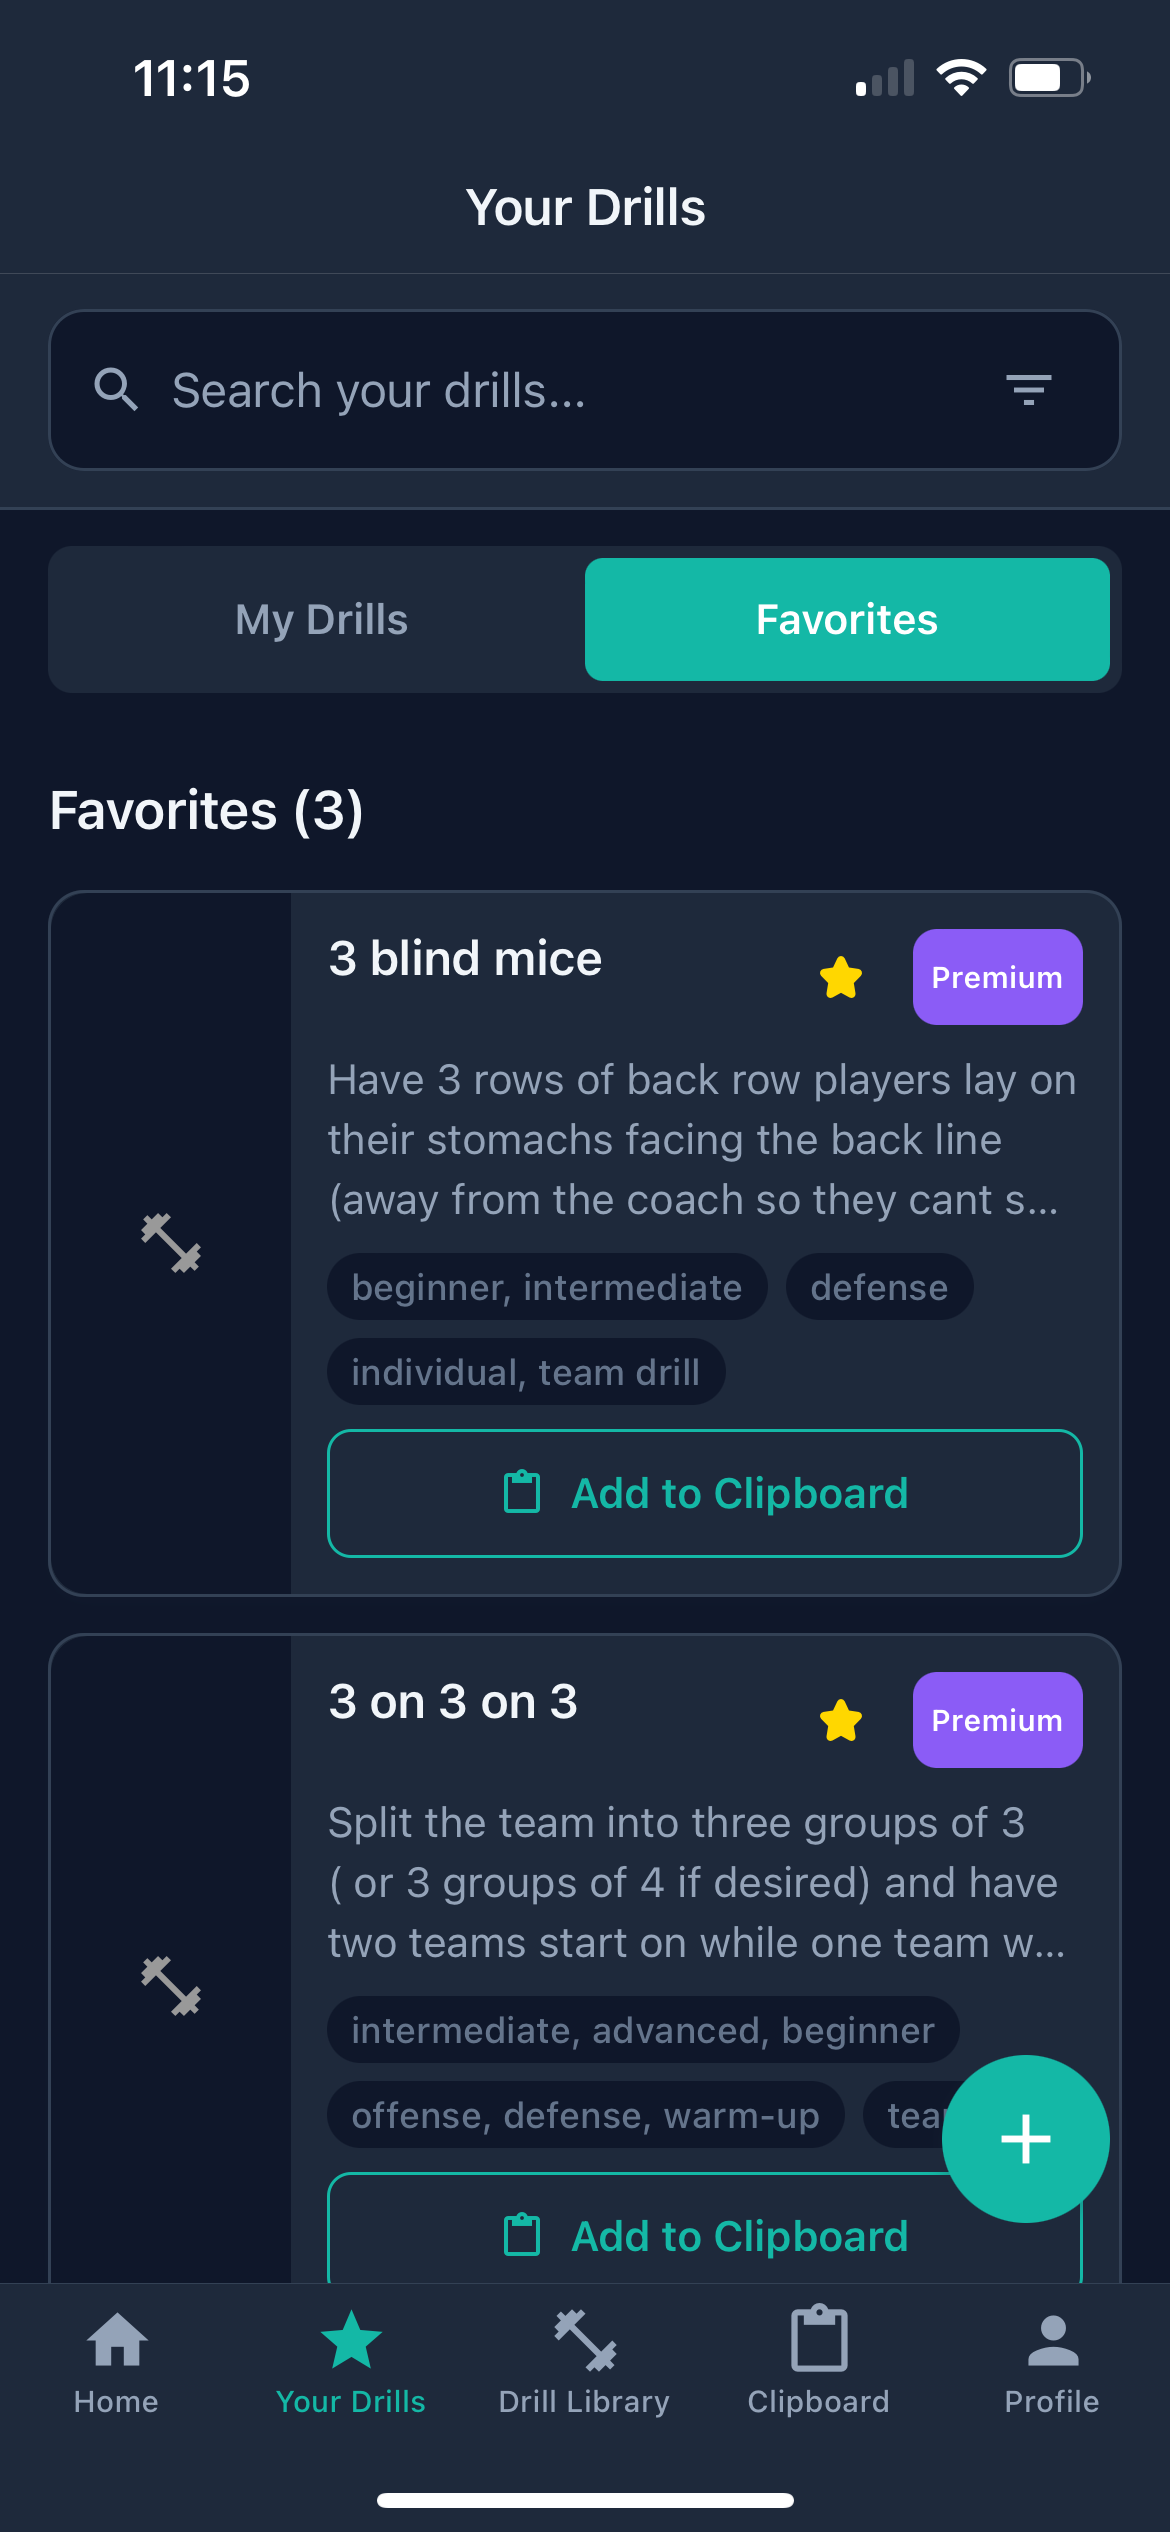 11:15
Your Drills
Search your drills...
My Drills
Favorites
Favorites (3)
3 blind mice
Premium
Have 3 rows of back row players lay on
their stomachs facing the back line
(away from the coach so they cant s...
beginner, intermediate
defense
individual, team drill
Add to Clipboard
3 on 3 on 3
Premium
Split the team into three groups of 3
( or 3 groups of 4 if desired) and have
two teams start on while one team w...
intermediate, advanced, beginner
offense, defense, warm-up
Add to Clipboard
Home
Your Drills
Drill Library
Clipboard
Profile